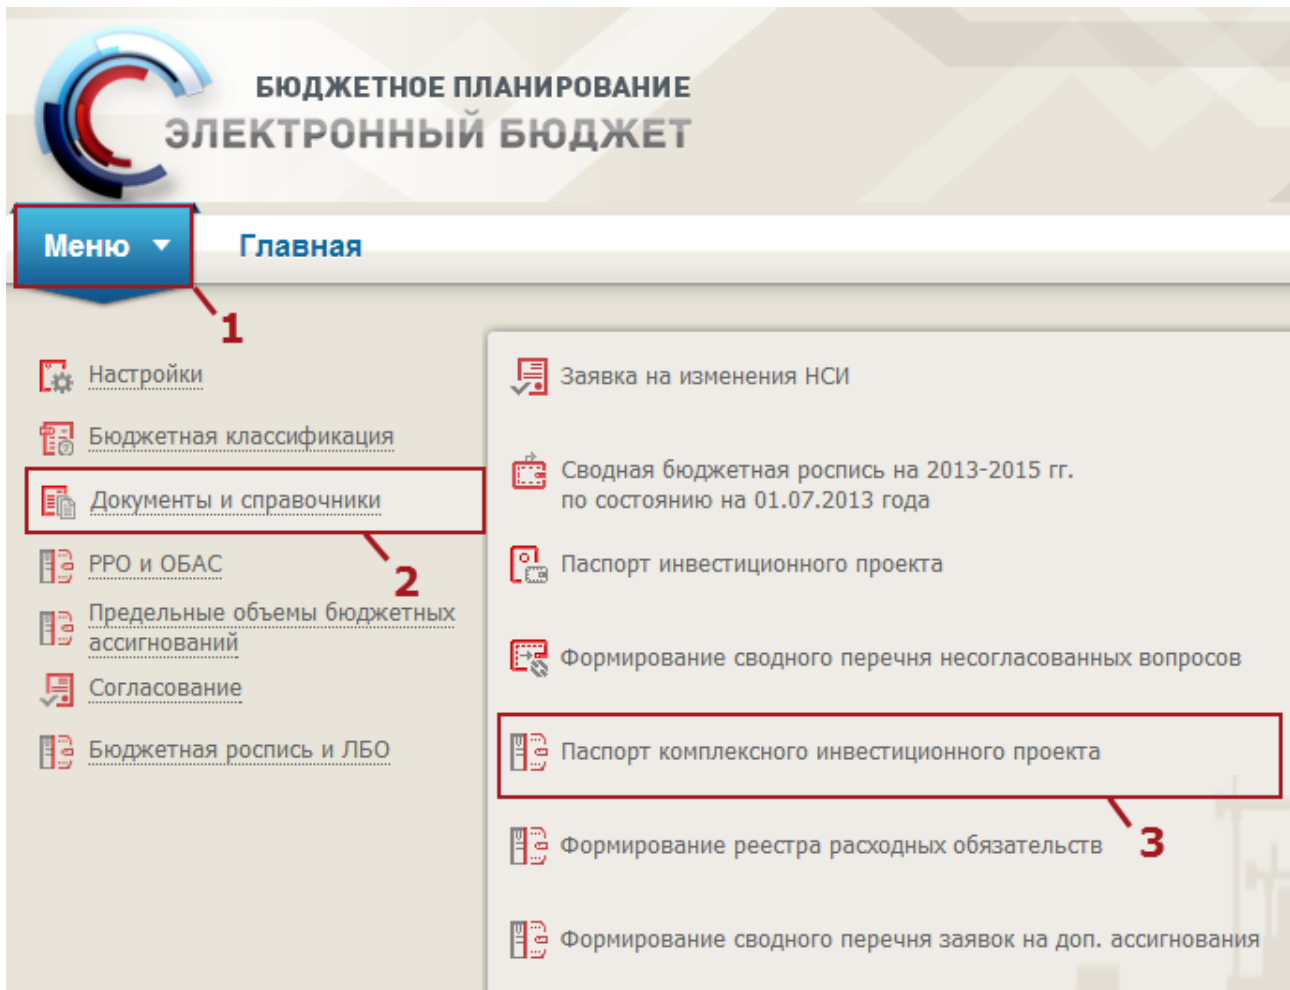 БЮДЖЕТНОЕ ПЛАНИРОВАНИЕ
ЭЛЕКТРОННЫЙ БЮДЖЕТ
Меню
Главная
1
Настройки
Бюджетная классификация
Документы и справочники
2
РРО и ОБАС
Предельные объемы бюджетных
ассигнований
Согласование
Бюджетная роспись и ЛБО
Заявка на изменения НСИ
Сводная бюджетная роспись на 2013-2015 гг.
по состоянию на 01.07.2013 года
Паспорт инвестиционного проекта
Формирование сводного перечня несогласованных вопросов
Паспорт комплексного инвестиционного проекта
3
Формирование реестра расходных обязательств
Формирование сводного перечня заявок на доп. ассигнования